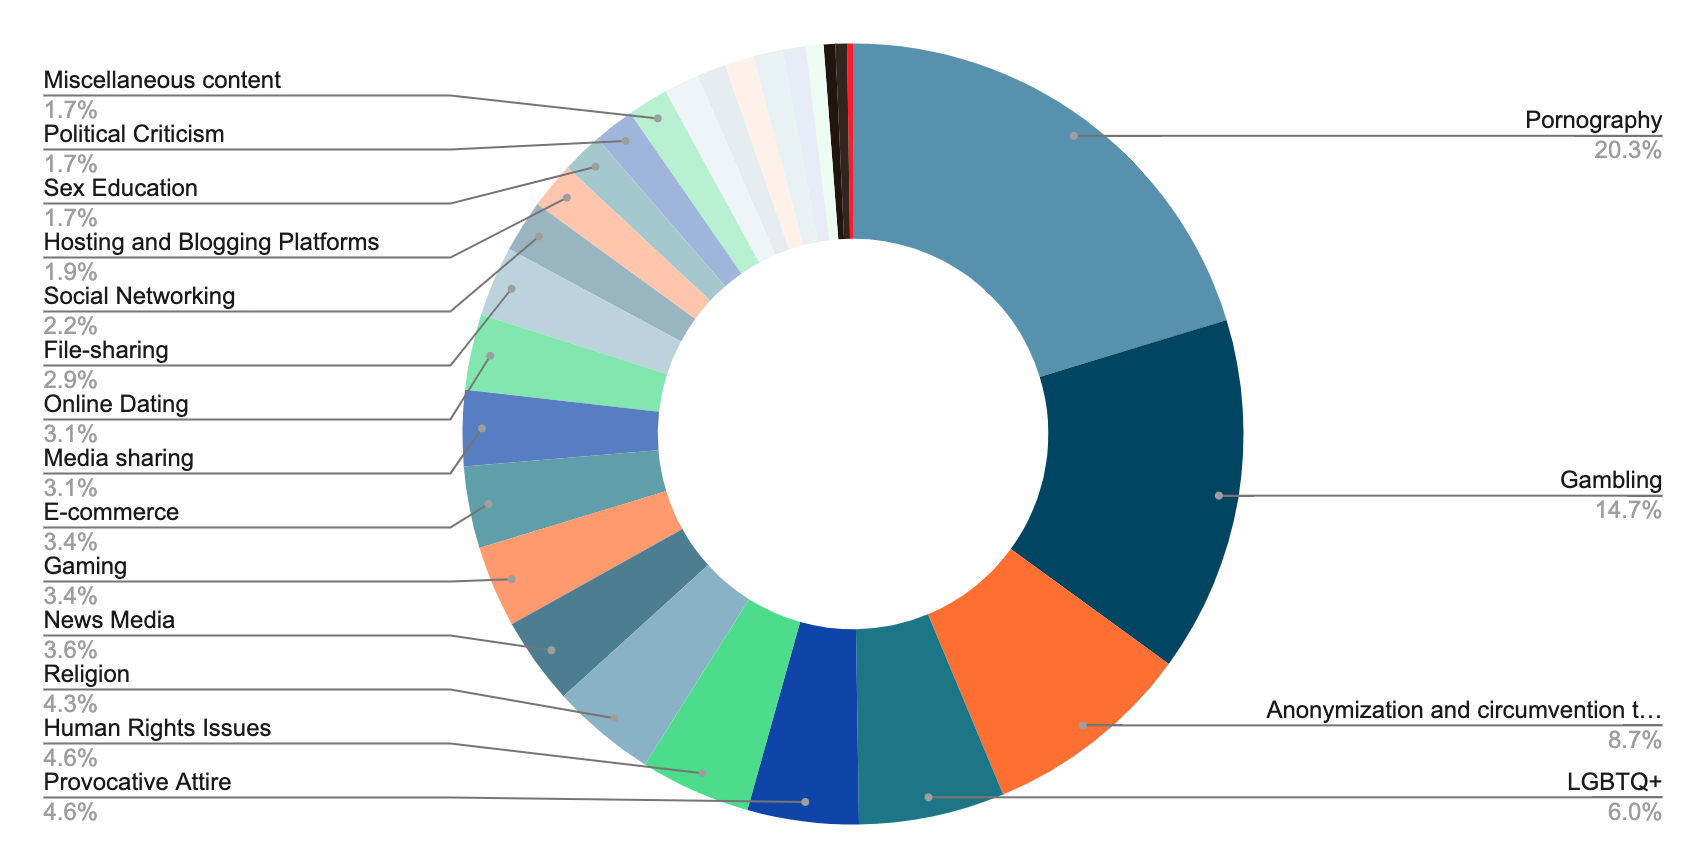 Miscellaneous content
1.7%
Political Criticism
1.7%
Sex Education
1.7%
Hosting and Blogging Platforms
1.9%
Social Networking
2.2%
File-sharing
2.9%
Online Dating
3.1%
Media sharing
3.1%
E-commerce
3.4%
Gaming
3.4%
News Media
3.6%
Religion
4.3%
Human Rights Issues
4.6%
Provocative Attire
4.6%
Pornography
20.3%
Gambling
14.7%
Anonymization and circumvention t...
8.7%
LGBTQ+
6.0%